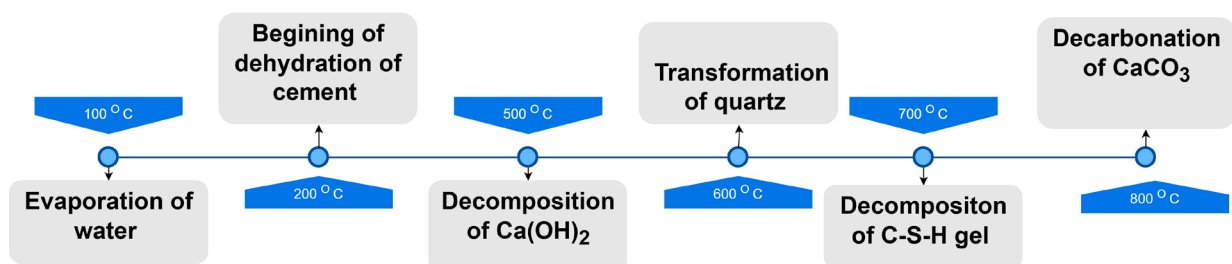 100 O C
Evaporation of
water
Begining of
dehydration of
cement
200 O C
500 O C
Decomposition
of Ca(OH)2
Transformation
of quartz
600 O C
700 O C
Decompositon
of C-S-H gel
Decarbonation
of CaCO3
800 O C